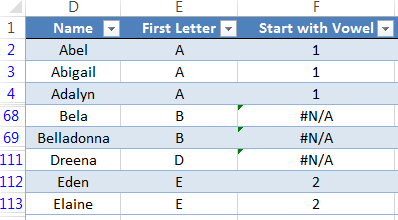 D E F
1 Name First Letter Start with Vowel
2 Abel A 1
3 Abigail A 1
4 Adalyn A 1
68 Bela B #N/A
69 Belladonna B #N/A
111 Dreena D #N/A
112 Eden E 2
113 Elaine E 2